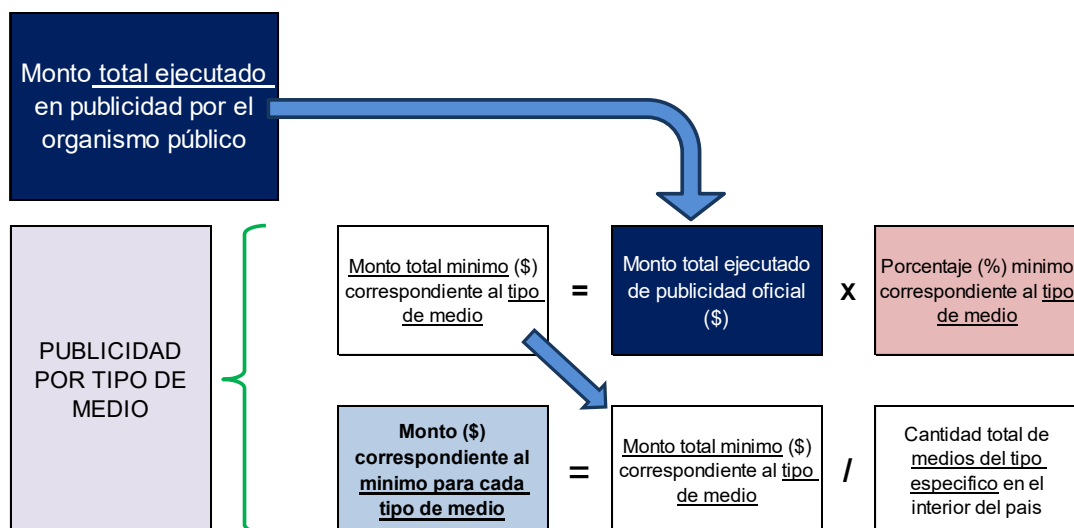 Monto total ejecutado
en publicidad por el
organismo público
Monto total minimo ($)
correspondiente al tipo
de medio
=
Monto total ejecutado
de publicidad oficial
($)
x
Porcentaje (%) minimo
correspondiente al tipo
de medio
PUBLICIDAD
POR TIPO DE
MEDIO
Monto ($)
correspondiente al
minimo para cada
tipo de medio
=
Monto total minimo ($)
correspondiente al tipo
de medio
/
Cantidad total de
medios del tipo
especifico en el
interior del pais